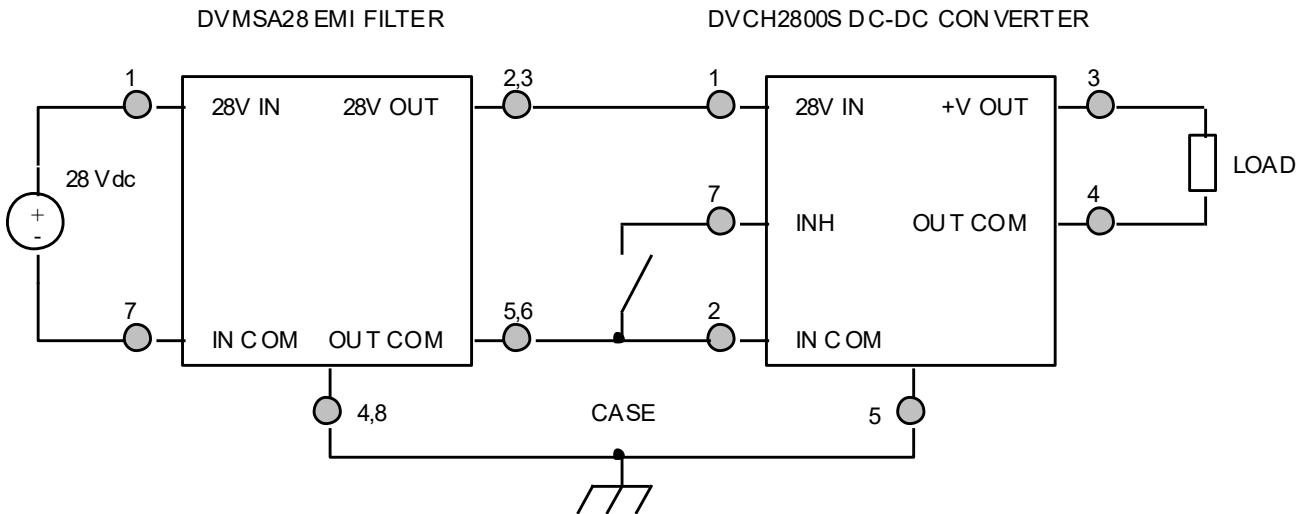 DVMSA28 EMI FILTER
DVCH2800S DC-DC CONVERTER
1
2,3
1
3
28V IN
28V OUT
28V IN
+V OUT
28 Vdc
LOAD
+
-
7
4
INH
OUT COM
7
5,6
2
IN COM
OUT COM
IN COM
4,8
CASE
5